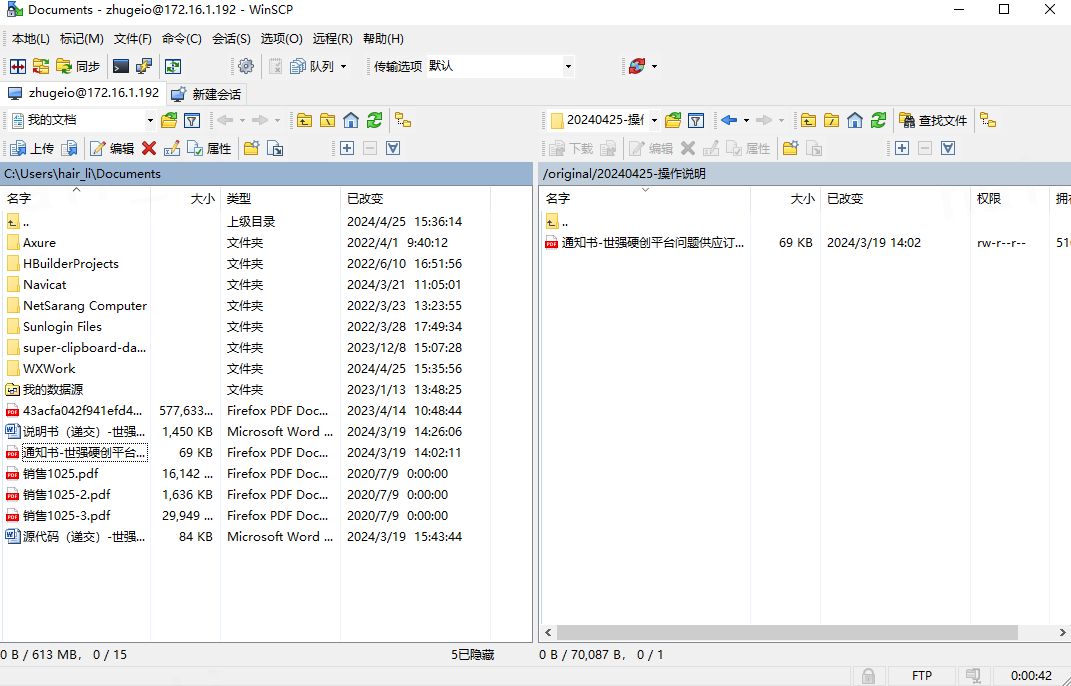 Documents - zhugeio@172.16.1.192 - WinSCP
本地(L) 标记(M) 文件(F) 命令(C) 会话(S) 选项(O) 远程(R) 帮助(H)
同步 队列 传输选项 默认
zhugeio@172.16.1.192 新建会话
我的文档 20240425-操作 查找文件
上传 编辑 属性 下载 编辑 属性
C:\Users\hair_li\Documents /original/20240425-操作说明
名字 大小 类型 已改变 名字 大小 已改变 权限 拥有
.. 上级目录 2024/4/25 15:36:14 ..
Axure 文件夹 2022/4/1 9:40:12 通知书-世强硬创平台问题供应订... 69 KB 2024/3/19 14:02 rw-r--r-- 510
HBuilderProjects 文件夹 2022/6/10 16:51:56
Navicat 文件夹 2024/3/21 11:05:01
NetSarang Computer 文件夹 2022/3/23 13:23:55
Sunlogin Files 文件夹 2022/3/28 17:49:34
super-clipboard-da... 文件夹 2023/12/8 15:07:28
WXWork 文件夹 2024/4/25 15:35:56
我的数据源 文件夹 2023/1/13 13:48:25
43acfa042f941efd4... 577,633... Firefox PDF Doc... 2023/4/14 10:48:44
说明书（递交）-世强... 1,450 KB Microsoft Word ... 2024/3/19 14:26:06
通知书-世强硬创平台... 69 KB Firefox PDF Doc... 2024/3/19 14:02:11
销售1025.pdf 16,142 ... Firefox PDF Doc... 2020/7/9 0:00:00
销售1025-2.pdf 1,636 KB Firefox PDF Doc... 2020/7/9 0:00:00
销售1025-3.pdf 29,949 ... Firefox PDF Doc... 2020/7/9 0:00:00
源代码（递交）-世强... 84 KB Microsoft Word ... 2024/3/19 15:43:44
0 B / 613 MB， 0 / 15 5已隐藏 0 B / 70,087 B， 0 / 1
FTP 0:00:42